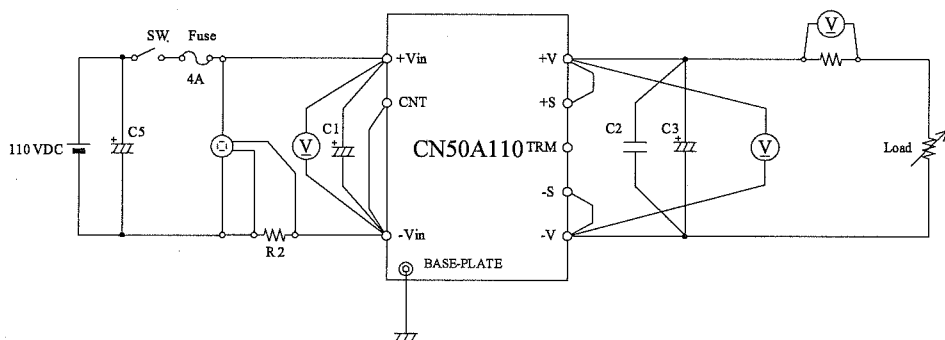 SW.
Fuse
4A
110 VDC
C5
+
R2
V
C1
+
+Vin
CNT
-Vin
CN50A110
BASE-PLATE
+V
+S
TRM
-S
-V
C2
C3
+
V
V
Load